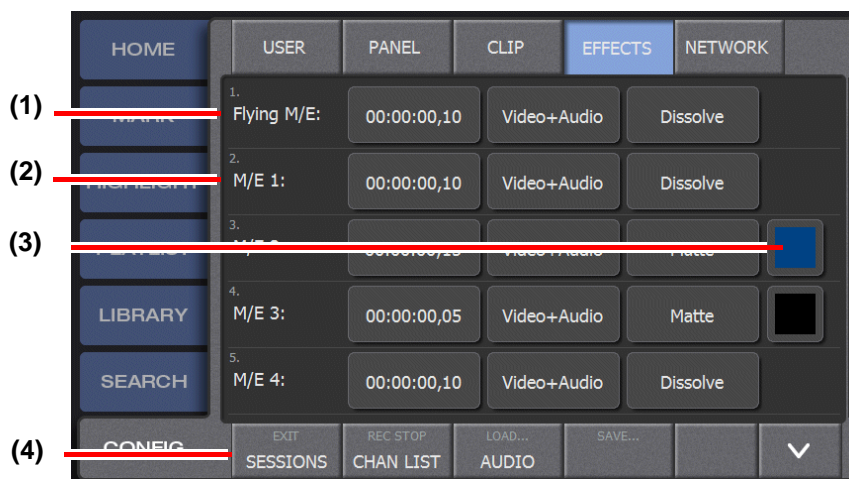 HOME USER PANEL CLIP EFFECTS NETWORK
(1)
1.
Flying M/E: 00:00:00,10 Video+Audio Dissolve
(2)
2.
M/E 1: 00:00:00,10 Video+Audio Dissolve
(3)
3.
4.
LIBRARY M/E 3: 00:00:00,05 Video+Audio Matte
5.
SEARCH M/E 4: 00:00:00,10 Video+Audio Dissolve
(4) CONFIG
EXIT REC STOP LOAD... SAVE...
SESSIONS CHAN LIST AUDIO